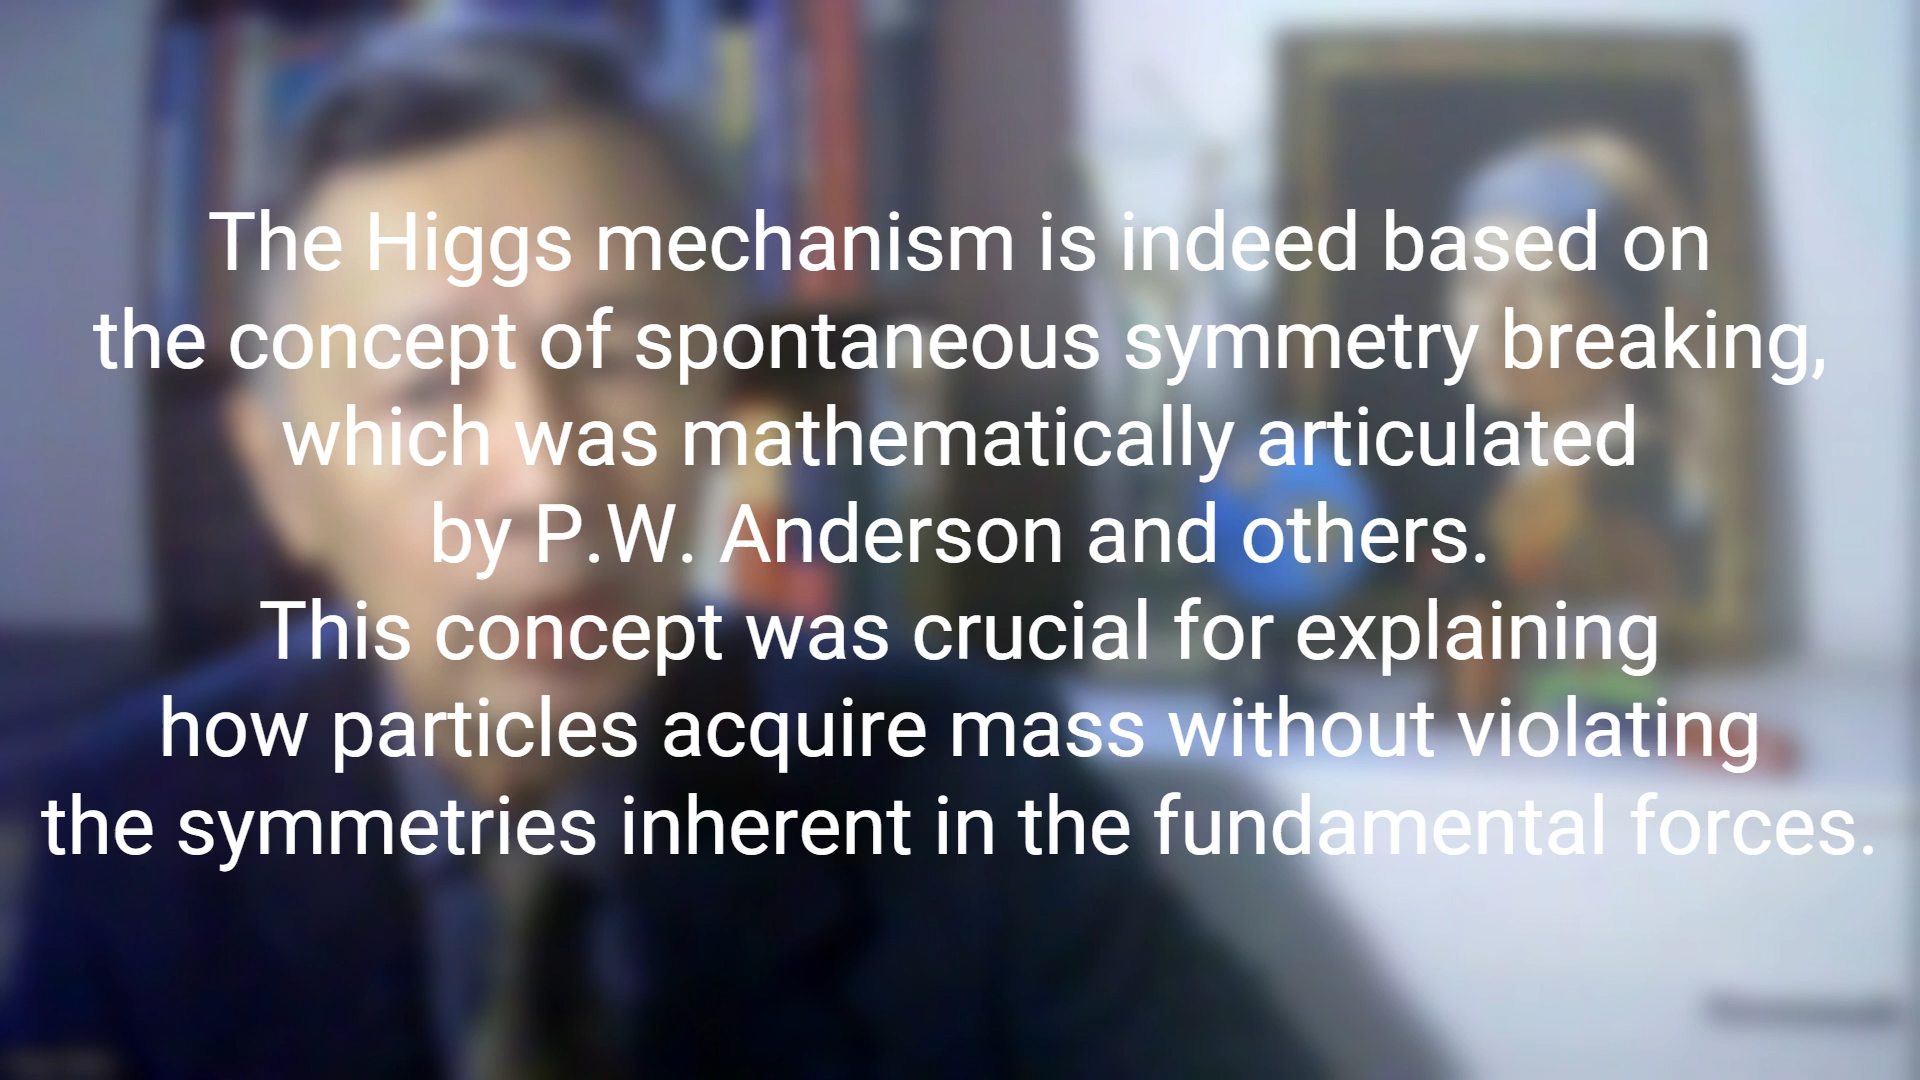 The Higgs mechanism is indeed based on
the concept of spontaneous symmetry breaking,
which was mathematically articulated
by P.W. Anderson and others.
This concept was crucial for explaining
how particles acquire mass without violating
the symmetries inherent in the fundamental forces.